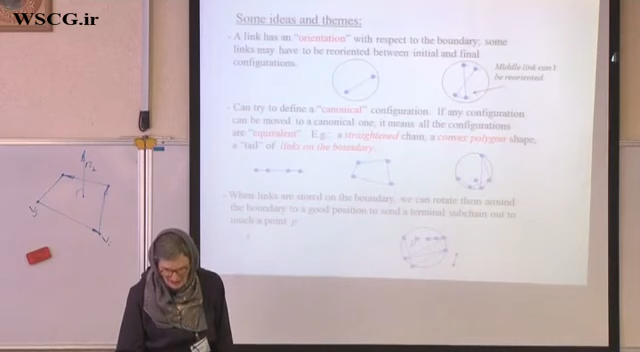 WSCG.ir
Some ideas and themes:
- A link has an "orientation" with respect to the boundary; some
links may have to be reoriented between initial and final
configurations.
Middle link can't
be reoriented
- Can try to define a "canonical" configuration. If any configuration
can be moved to a canonical one, it means all the configurations
are "equivalent". E.g.: a straightened chain, a convex polygon shape,
a "tail" of links on the boundary.
- When links are stored on the boundary, we can rotate them around
the boundary to a good position to send a terminal subchain out to
touch a point p